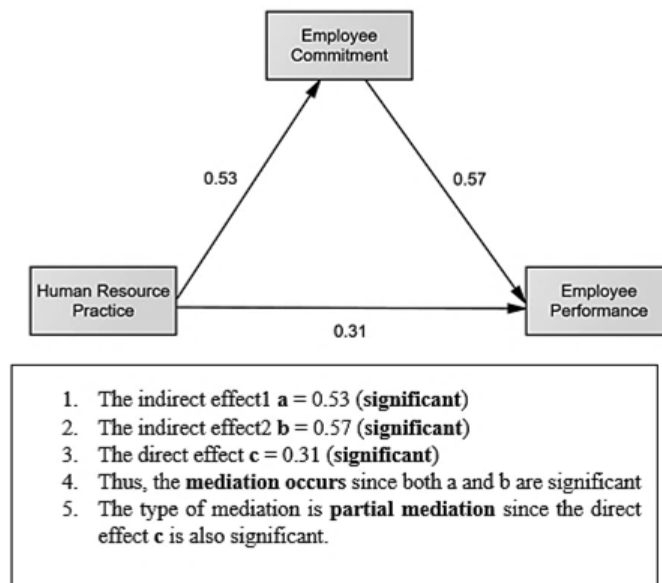 Employee
Commitment
0.53
0.57
Human Resource
Practice
0.31
Employee
Performance
1. The indirect effect1 a = 0.53 (significant)
2. The indirect effect2 b = 0.57 (significant)
3. The direct effect c = 0.31 (significant)
4. Thus, the mediation occurs since both a and b are significant
5. The type of mediation is partial mediation since the direct
effect c is also significant.